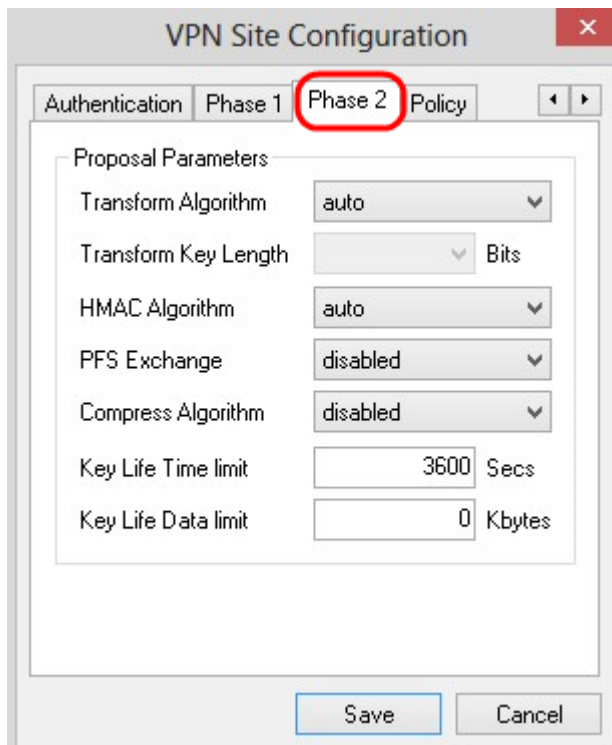 VPN Site Configuration
Authentication Phase 1 Phase 2 Policy
Proposal Parameters
Transform Algorithm auto
Transform Key Length Bits
HMAC Algorithm auto
PFS Exchange disabled
Compress Algorithm disabled
Key Life Time limit 3600 Secs
Key Life Data limit 0 Kbytes
Save Cancel